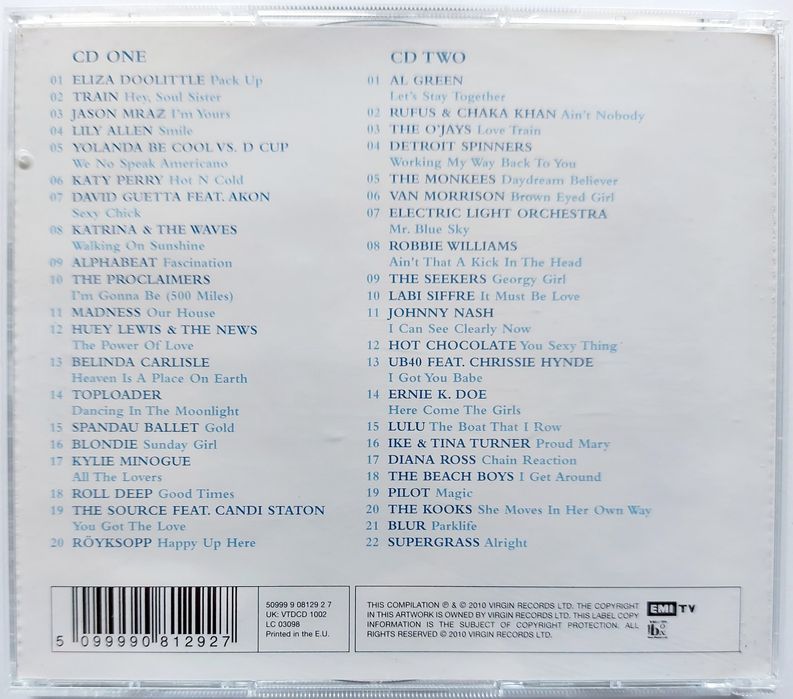 CD ONE
01 ELIZA DOOLITTLE Pack Up
02 TRAIN Hey, Soul Sister
03 JASON MRAZ I'm Yours
04 LILY ALLEN Smile
05 YOLANDA BE COOL VS. D CUP
We No Speak Americano
06 KATY PERRY Hot N Cold
07 DAVID GUETTA FEAT. AKON
Sexy Chick
08 KATRINA & THE WAVES
Walking On Sunshine
09 ALPHABEAT Fascination
10 THE PROCLAIMERS
I'm Gonna Be (500 Miles)
11 MADNESS Our House
12 HUEY LEWIS & THE NEWS
The Power Of Love
13 BELINDA CARLISLE
Heaven Is A Place On Earth
14 TOPLOADER
Dancing In The Moonlight
15 SPANDAU BALLET Gold
16 BLONDIE Sunday Girl
17 KYLIE MINOGUE
All The Lovers
18 ROLL DEEP Good Times
19 THE SOURCE FEAT. CANDI STATON
You Got The Love
20 RÖYKSOPP Happy Up Here
CD TWO
01 AL GREEN
Let's Stay Together
02 RUFUS & CHAKA KHAN Ain't Nobody
03 THE O'JAYS Love Train
04 DETROIT SPINNERS
Working My Way Back To You
05 THE MONKEES Daydream Believer
06 VAN MORRISON Brown Eyed Girl
07 ELECTRIC LIGHT ORCHESTRA
Mr. Blue Sky
08 ROBBIE WILLIAMS
Ain't That A Kick In The Head
09 THE SEEKERS Georgy Girl
10 LABI SIFFRE It Must Be Love
11 JOHNNY NASH
I Can See Clearly Now
12 HOT CHOCOLATE You Sexy Thing
13 UB40 FEAT. CHRISSIE HYNDE
I Got You Babe
14 ERNIE K. DOE
Here Come The Girls
15 LULU The Boat That I Row
16 IKE & TINA TURNER Proud Mary
17 DIANA ROSS Chain Reaction
18 THE BEACH BOYS I Get Around
19 PILOT Magic
20 THE KOOKS She Moves In Her Own Way
21 BLUR Parklife
22 SUPERGRASS Alright
5 099990 812927
50999 9 08129 2 7
UK: VTDCD 1002
LC 03098
Printed in the E.U.
THIS COMPILATION ℗ & © 2010 VIRGIN RECORDS LTD. THE COPYRIGHT
IN THIS ARTWORK IS OWNED BY VIRGIN RECORDS LTD. THIS LABEL COPY
INFORMATION IS THE SUBJECT OF COPYRIGHT PROTECTION. ALL
RIGHTS RESERVED © 2010 VIRGIN RECORDS LTD.
EMI TV